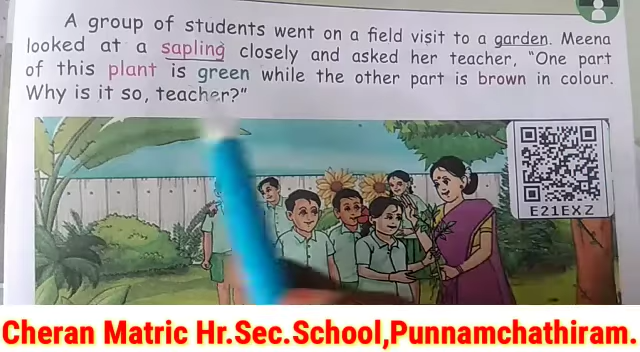 A group of students went on a field visit to a garden. Meena
looked at a sapling closely and asked her teacher, "One part
of this plant is green while the other part is brown in colour.
Why is it so, teacher?"
E21EXZ
Cheran Matric Hr.Sec.School,Punnamchathiram.